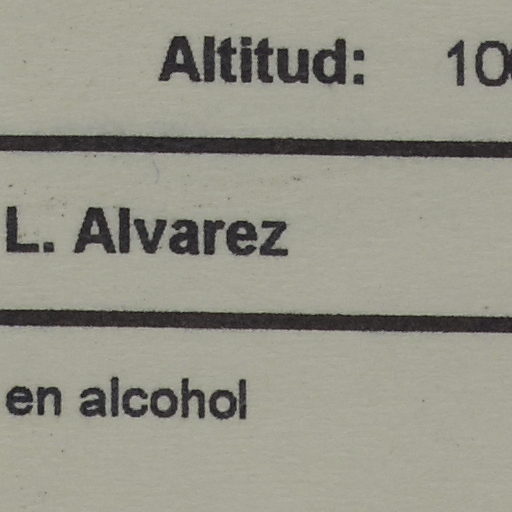 Altitud:
L. Alvarez
en alcohol